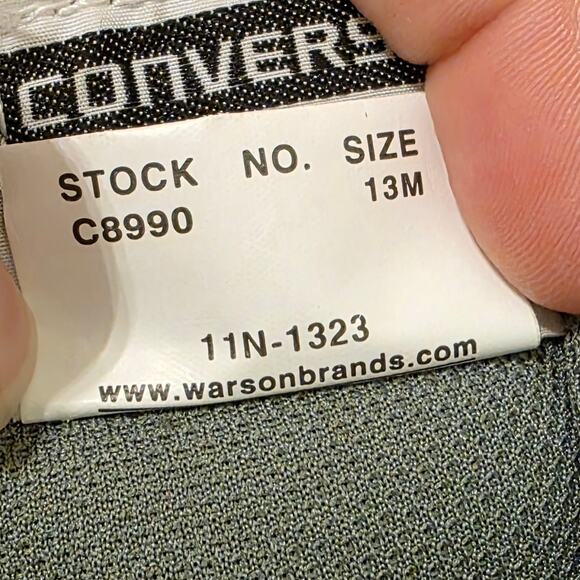 CONVERS
STOCK NO. SIZE
C8990 13M
11N-1323
www.warsonbrands.com